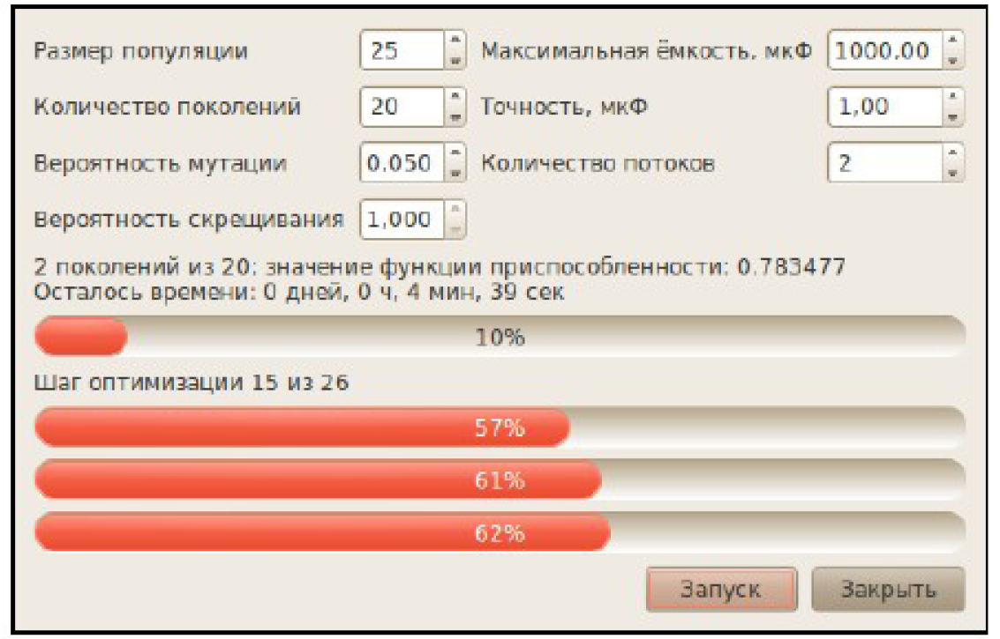 Размер популяции 25 Максимальная ёмкость, мкФ 1000,00
Количество поколений 20 Точность, мкФ 1,00
Вероятность мутации 0,050 Количество потоков 2
Вероятность скрещивания 1,000
2 поколений из 20; значение функции приспособленности: 0.783477
Осталось времени: 0 дней, 0 ч, 4 мин, 39 сек
10%
Шаг оптимизации 15 из 26
57%
61%
62%
Запуск Закрыть